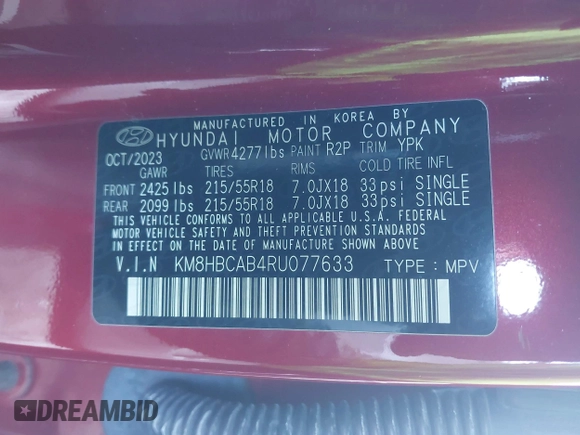 MANUFACTURED IN KOREA BY
HYUNDAI MOTOR COMPANY
OCT/2023 GVWR 4277lbs PAINT R2P TRIM YPK
GAWR TIRES RIMS COLD TIRE INFL
FRONT 2425lbs 215/55R18 7.0JX18 33psi SINGLE
REAR 2099lbs 215/55R18 7.0JX18 33psi SINGLE
THIS VEHICLE CONFORMS TO ALL APPLICABLE U.S.A. FEDERAL
MOTOR VEHICLE SAFETY AND THEFT PREVENTION STANDARDS
IN EFFECT ON THE DATE OF MANUFACTURE SHOWN ABOVE.
V.I.N KM8HBCAB4RU077633 TYPE : MPV
DREAMBID